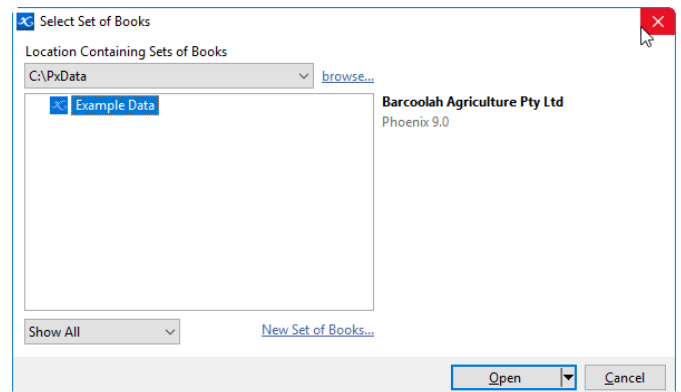 Select Set of Books
Location Containing Sets of Books
C:\PxData
browse...
Example Data
Barcoolah Agriculture Pty Ltd
Phoenix 9.0
Show All
New Set of Books...
Open
Cancel